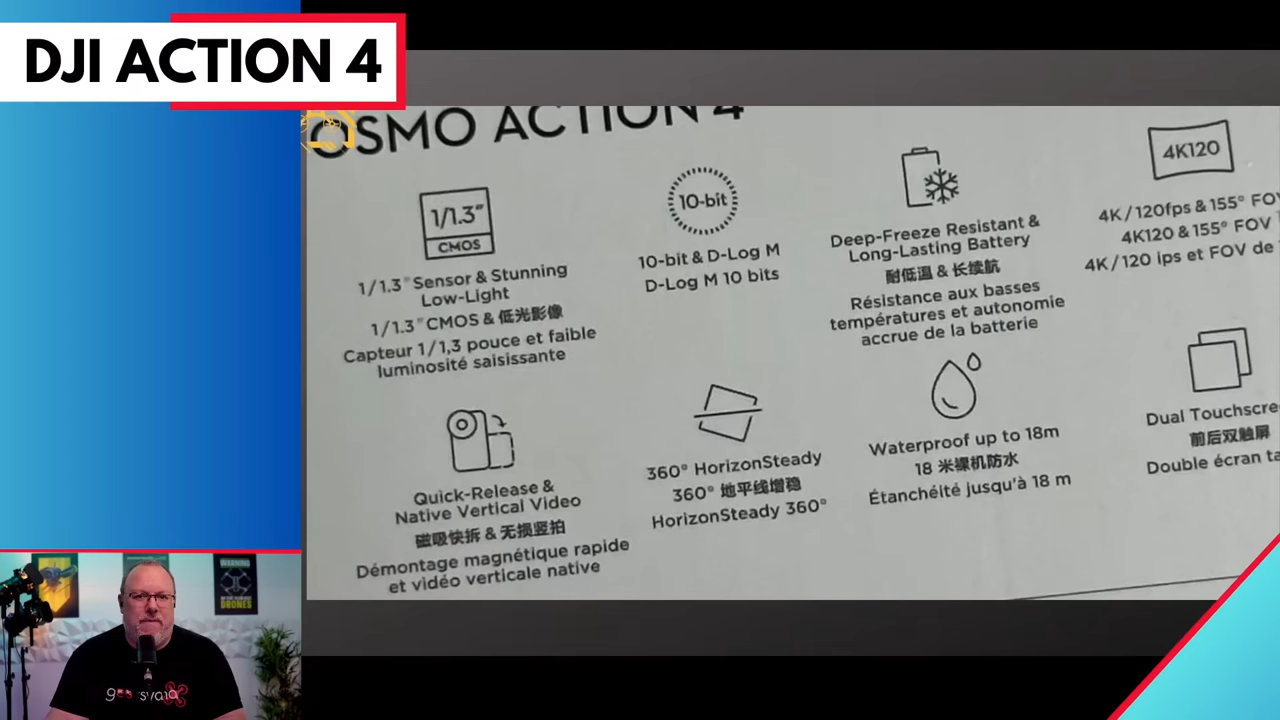 DJI ACTION 4
OSMO ACTION 4
1/1.3"
CMOS
1/1.3" Sensor & Stunning
Low-Light
1/1.3" CMOS & 低光影像
Capteur 1/1,3 pouce et faible
luminosité saisissante
10-bit
10-bit & D-Log M
D-Log M 10 bits
Deep-Freeze Resistant &
Long-Lasting Battery
耐低温 & 长续航
Résistance aux basses
températures et autonomie
accrue de la batterie
4K120
4K/120fps & 155° FOV
4K120 & 155° FOV
4K/120 ips et FOV de
Quick-Release &
Native Vertical Video
磁吸快拆 & 无损竖拍
Démontage magnétique rapide
et vidéo verticale native
360° HorizonSteady
360° 地平线增稳
HorizonSteady 360°
Waterproof up to 18m
18 米裸机防水
Étanchéité jusqu'à 18 m
Dual Touchscre
前后双触屏
Double écran ta
WARNING
DRONES